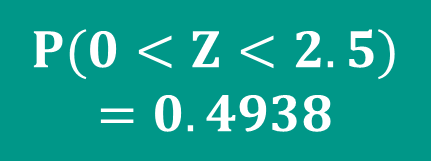 P(0 < Z < 2.5)
= 0.4938